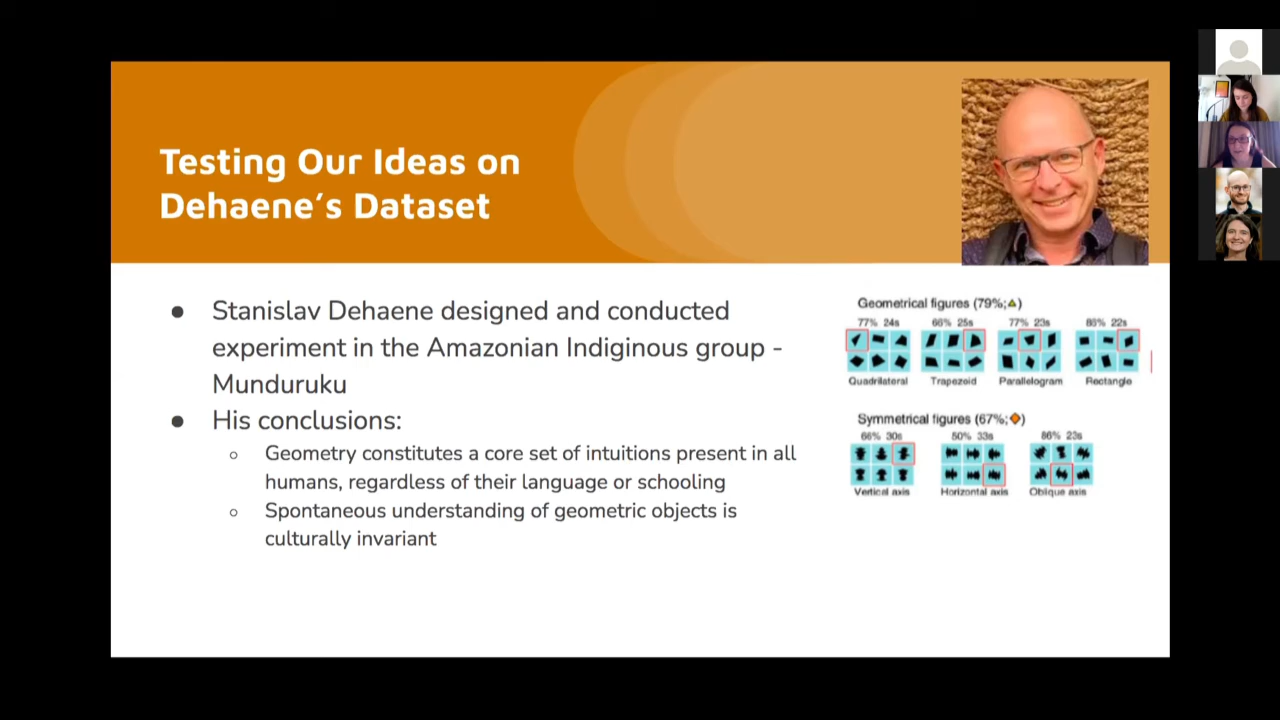 Testing Our Ideas on
Dehaene’s Dataset
● Stanislav Dehaene designed and conducted
experiment in the Amazonian Indiginous group -
Munduruku
● His conclusions:
○ Geometry constitutes a core set of intuitions present in all
humans, regardless of their language or schooling
○ Spontaneous understanding of geometric objects is
culturally invariant
Geometrical figures (79%;▲)
77% 24s 66% 25s 77% 23s 86% 22s
Quadrilateral Trapezoid Parallelogram Rectangle
Symmetrical figures (67%;◆)
66% 30s 50% 33s 86% 23s
Vertical axis Horizontal axis Oblique axis